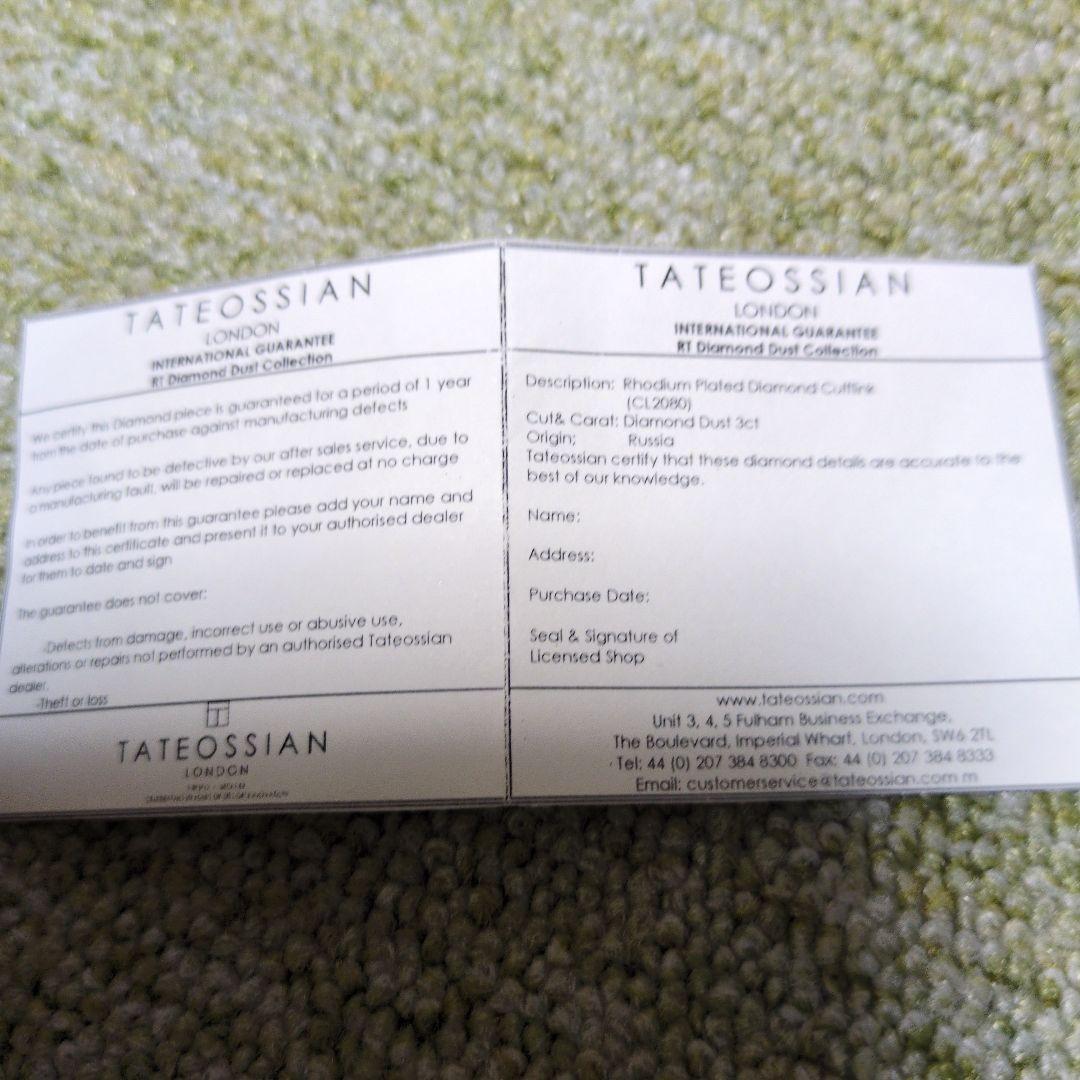 TATEOSSIAN
LONDON
INTERNATIONAL GUARANTEE
RT Diamond Dust Collection
We certify this Diamond piece is guaranteed for a period of 1 year
from the date of purchase against manufacturing defects
Any piece found to be defective by our after sales service, due to
a manufacturing fault, will be repaired or replaced at no charge
In order to benefit from this guarantee please add your name and
address to this certificate and present it to your authorised dealer
for them to date and sign
The guarantee does not cover:
-Defects from damage, incorrect use or abusive use,
alterations or repairs not performed by an authorised Tateossian
dealer.
-Theft or loss
T
TATEOSSIAN
LONDON
TATEOSSIAN
LONDON
INTERNATIONAL GUARANTEE
RT Diamond Dust Collection
Description: Rhodium Plated Diamond Cufflink
(CL2080)
Cut& Carat: Diamond Dust 3ct
Origin: Russia
Tateossian certify that these diamond details are accurate to the
best of our knowledge.
Name:
Address:
Purchase Date:
Seal & Signature of
Licensed Shop
www.tateossian.com
Unit 3, 4, 5 Fulham Business Exchange,
The Boulevard, Imperial Wharf, London, SW6 2TL
Tel: 44 (0) 207 384 8300 Fax: 44 (0) 207 384 8333
Email: customerservice@tateossian.com